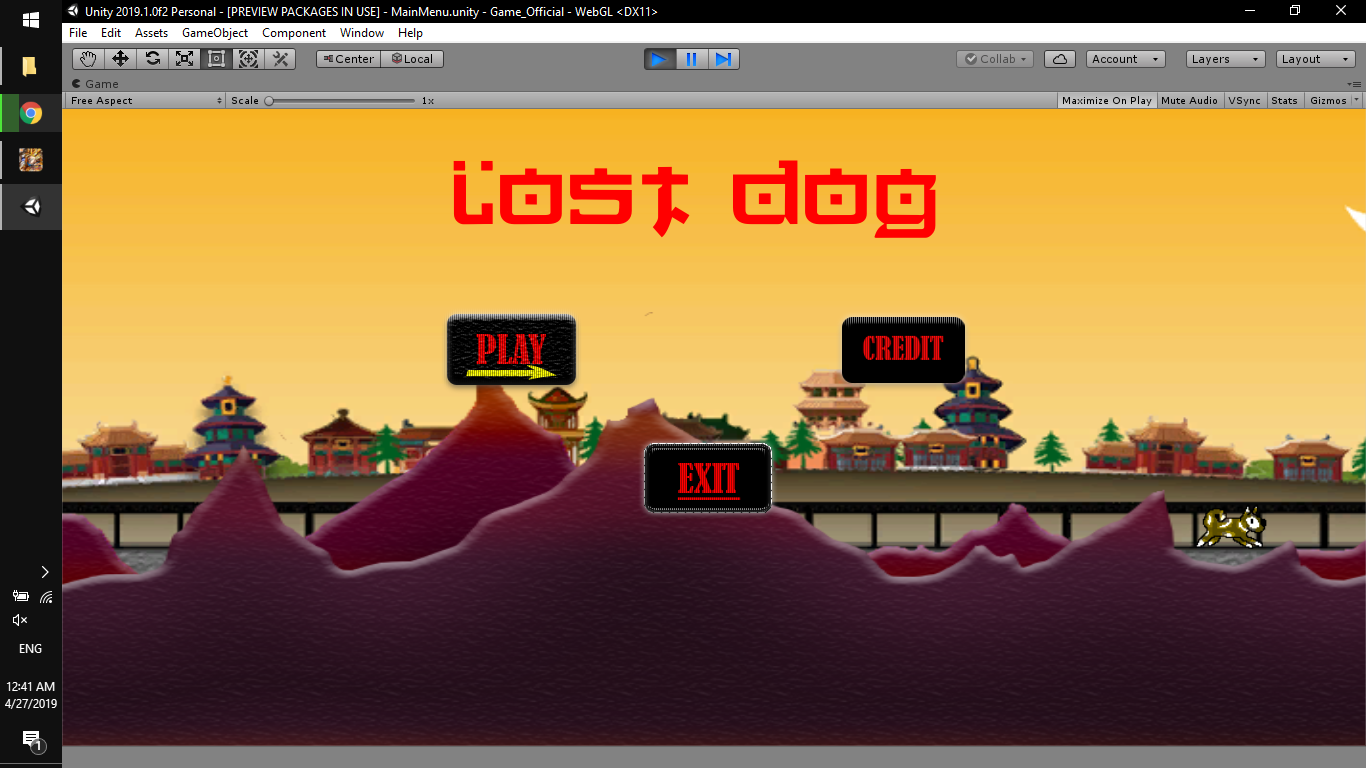 Unity 2019.1.0f2 Personal - [PREVIEW PACKAGES IN USE] - MainMenu.unity - Game_Official - WebGL <DX11>
File Edit Assets GameObject Component Window Help
Center Local Collab Account Layers Layout
Game
Free Aspect Scale 1x Maximize On Play Mute Audio VSync Stats Gizmos
Lost dog
PLAY
CREDIT
EXIT
ENG
12:41 AM
4/27/2019
1